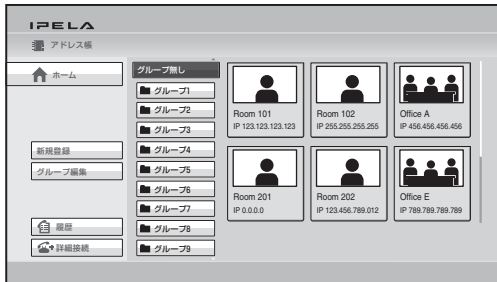 IPELA
アドレス帳
ホーム
新規登録
グループ編集
履歴
詳細接続
グループ無し
グループ1
グループ2
グループ3
グループ4
グループ5
グループ6
グループ7
グループ8
グループ9
Room 101
IP 123.123.123.123
Room 102
IP 255.255.255.255
Office A
IP 456.456.456.456
Room 201
IP 0.0.0.0
Room 202
IP 123.456.789.012
Office E
IP 789.789.789.789